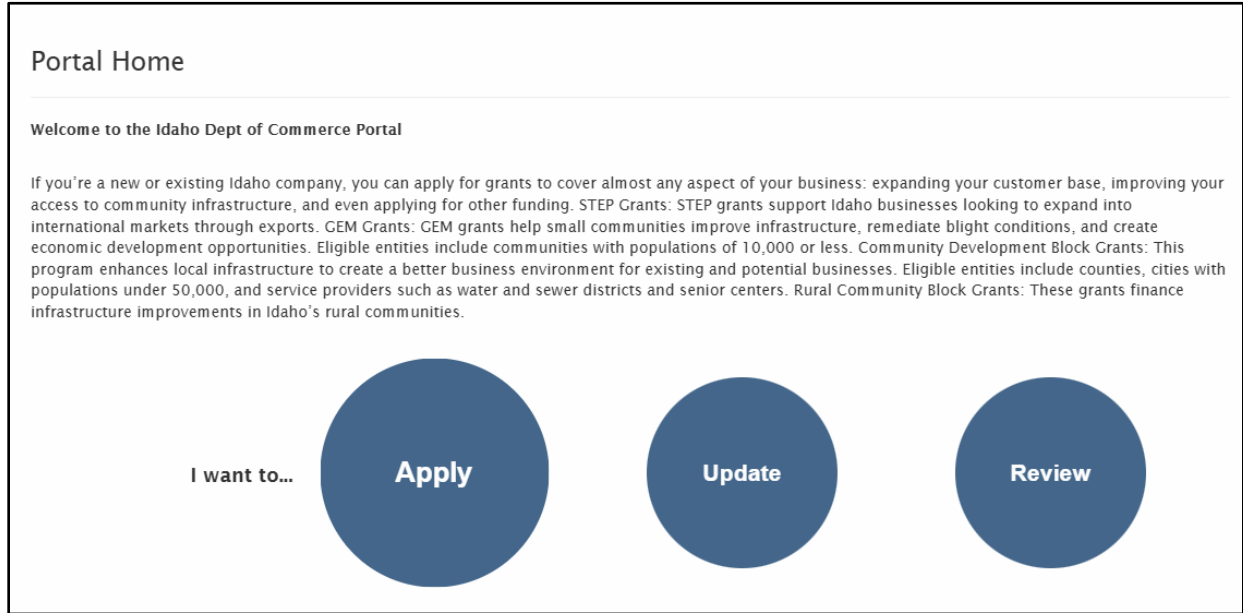 Portal Home
Welcome to the Idaho Dept of Commerce Portal
If you're a new or existing Idaho company, you can apply for grants to cover almost any aspect of your business: expanding your customer base, improving your
access to community infrastructure, and even applying for other funding. STEP Grants: STEP grants support Idaho businesses looking to expand into
international markets through exports. GEM Grants: GEM grants help small communities improve infrastructure, remediate blight conditions, and create
economic development opportunities. Eligible entities include communities with populations of 10,000 or less. Community Development Block Grants: This
program enhances local infrastructure to create a better business environment for existing and potential businesses. Eligible entities include counties, cities with
populations under 50,000, and service providers such as water and sewer districts and senior centers. Rural Community Block Grants: These grants finance
infrastructure improvements in Idaho's rural communities.
I want to... Apply Update Review